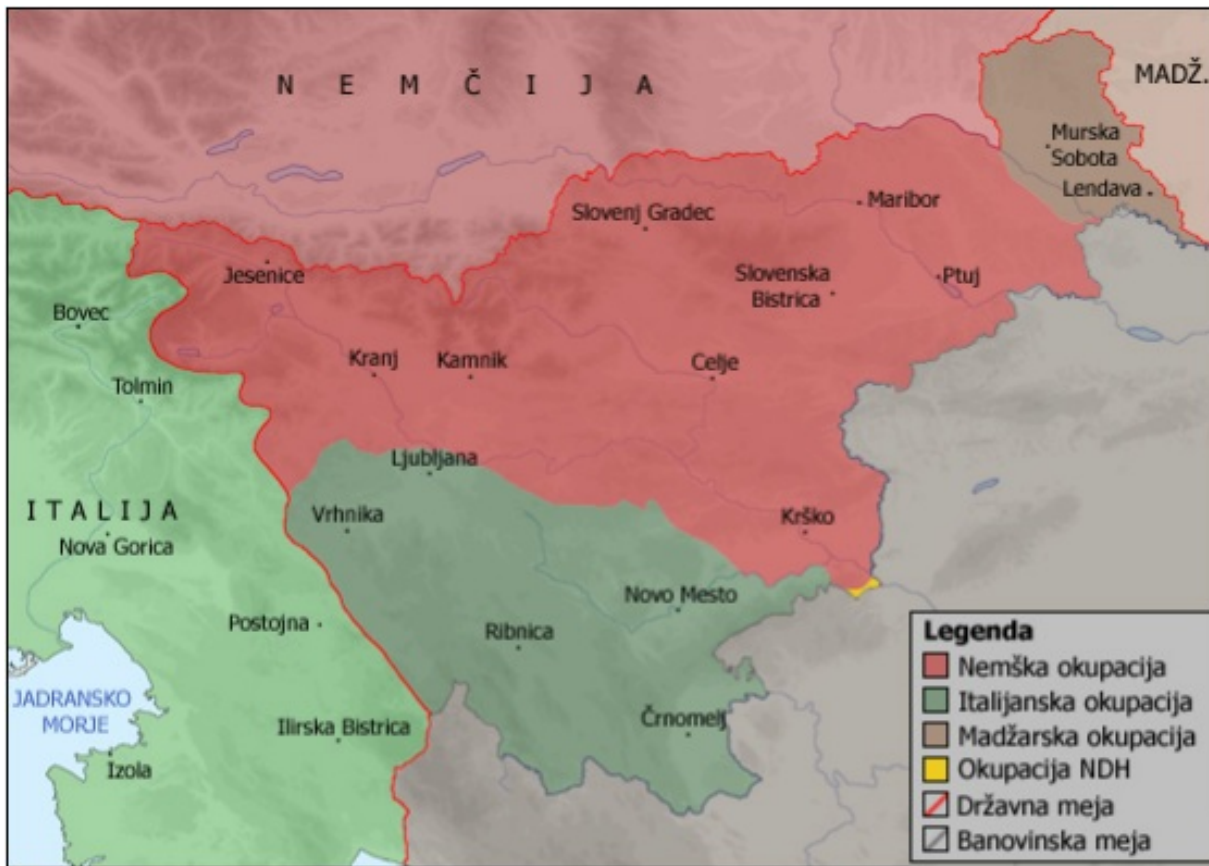 NEMČIJA
MADŽ.
Murska
Sobota
Lendava
Maribor
Slovenj Gradec
Jesenice
Slovenska
Bistrica
Ptuj
Bovec
Kranj
Kamnik
Celje
Tolmin
Ljubljana
ITALIJA
Vrhnika
Krško
Nova Gorica
Novo Mesto
Postojna
Ribnica
JADRANSKO
MORJE
Ilirska Bistrica
Črnomelj
Izola
Legenda
Nemška okupacija
Italijanska okupacija
Madžarska okupacija
Okupacija NDH
Državna meja
Banovinska meja